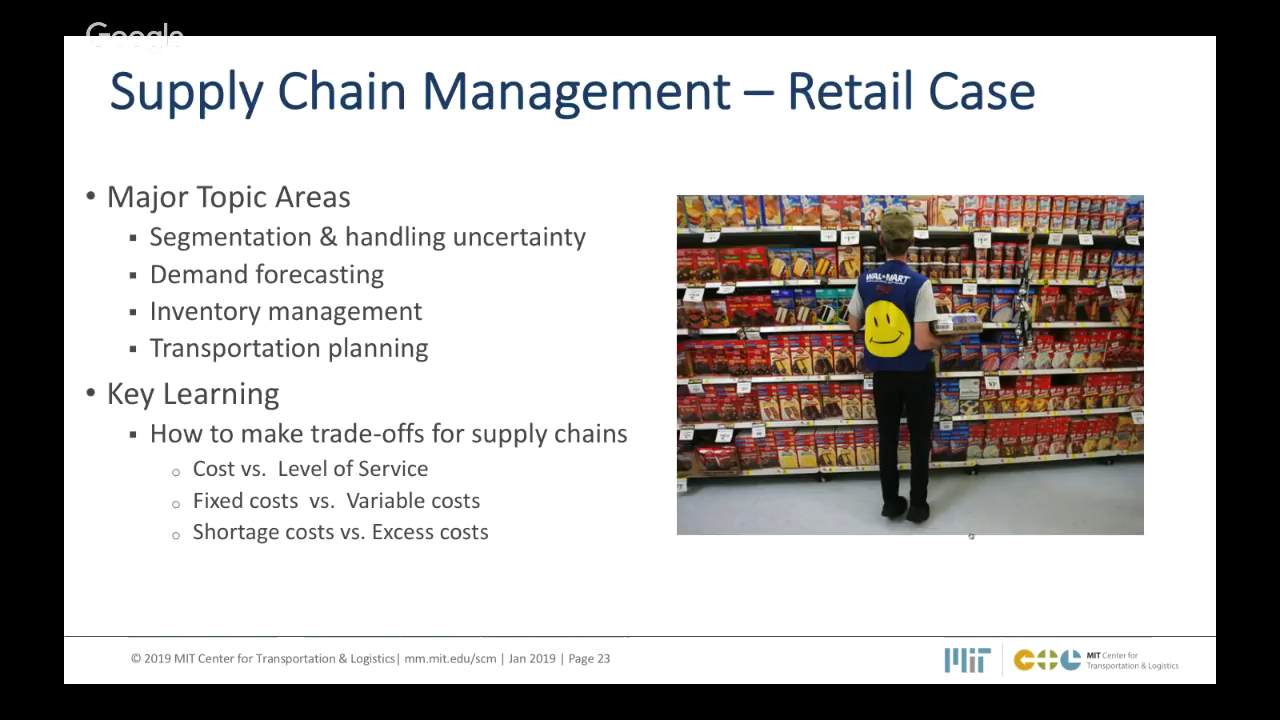 Google
Supply Chain Management – Retail Case
• Major Topic Areas
▪ Segmentation & handling uncertainty
▪ Demand forecasting
▪ Inventory management
▪ Transportation planning
• Key Learning
▪ How to make trade-offs for supply chains
○ Cost vs. Level of Service
○ Fixed costs vs. Variable costs
○ Shortage costs vs. Excess costs
WAL★MART
© 2019 MIT Center for Transportation & Logistics| mm.mit.edu/scm | Jan 2019 | Page 23
MIT
CTL
MIT Center for
Transportation & Logistics